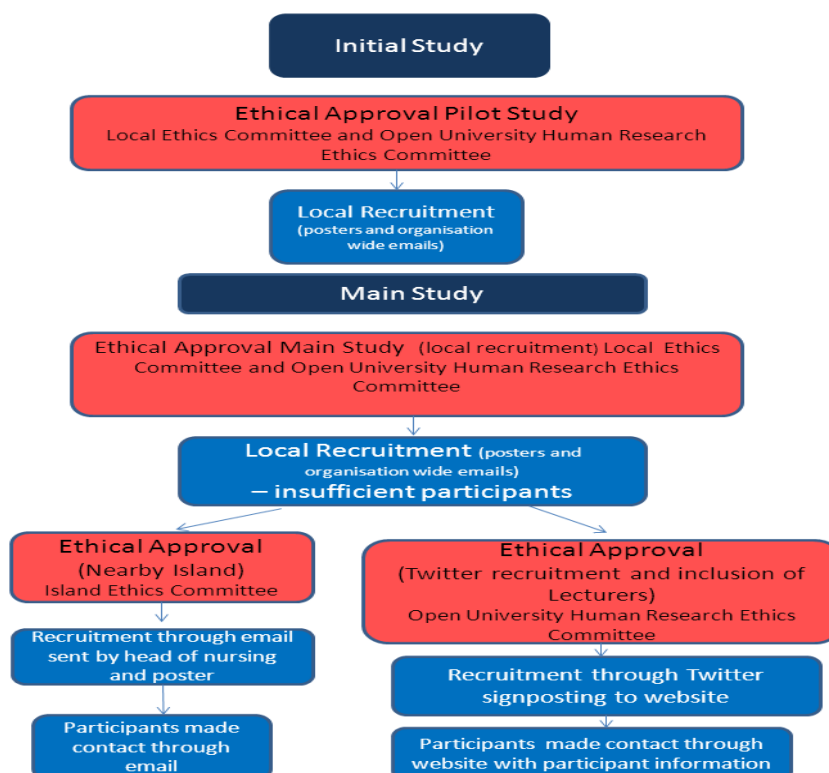 Initial Study
Ethical Approval Pilot Study
Local Ethics Committee and Open University Human Research
Ethics Committee
Local Recruitment
(posters and organisation
wide emails)
Main Study
Ethical Approval Main Study (local recruitment) Local Ethics
Committee and Open University Human Research Ethics
Committee
Local Recruitment (posters and
organisation wide emails)
– insufficient participants
Ethical Approval
(Nearby Island)
Island Ethics Committee
Recruitment through email
sent by head of nursing
and poster
Participants made
contact through
email
Ethical Approval
(Twitter recruitment and inclusion of
Lecturers)
Open University Human Research Ethics
Committee
Recruitment through Twitter
signposting to website
Participants made contact through
website with participant information